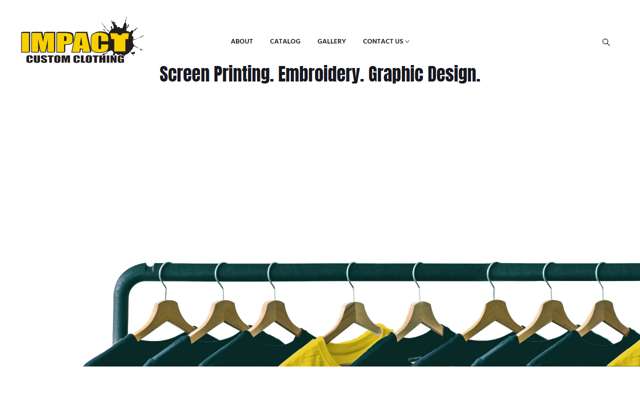 IMPACT
CUSTOM CLOTHING
ABOUT CATALOG GALLERY CONTACT US
Screen Printing. Embroidery. Graphic Design.